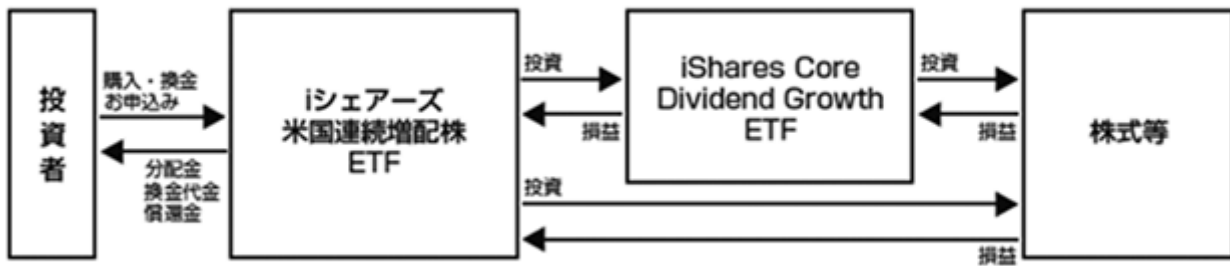 投資者
購入・換金
お申込み
分配金
換金代金
償還金
iシェアーズ
米国連続増配株
ETF
投資
損益
iShares Core
Dividend Growth
ETF
投資
損益
投資
損益
株式等